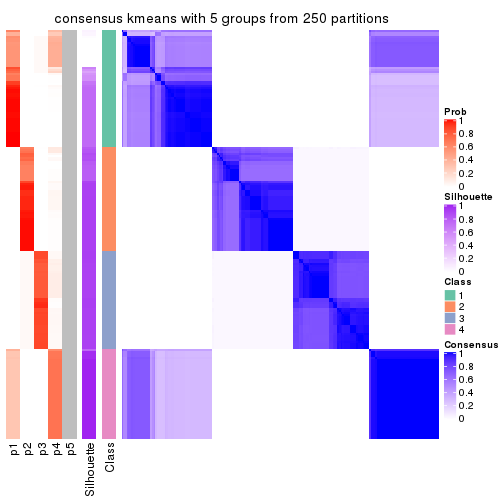 consensus kmeans with 5 groups from 250 partitions
Prob
1
0.8
0.6
0.4
0.2
0
Silhouette
1
0.8
0.6
0.4
0.2
0
Class
1
2
3
4
Consensus
1
0.8
0.6
0.4
0.2
0
p1
p2
p3
p4
p5
Silhouette
Class